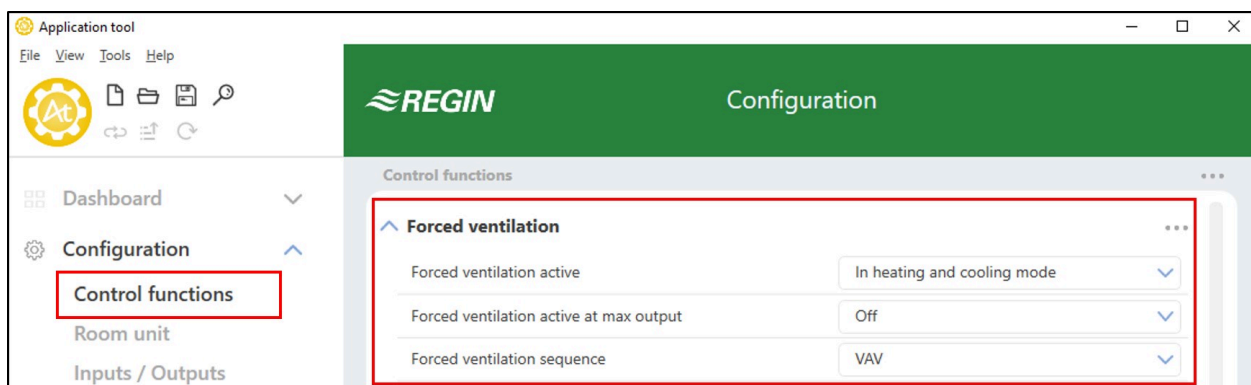 Application tool
File View Tools Help
At
REGIN
Configuration
Dashboard
Configuration
Control functions
Room unit
Inputs / Outputs
Control functions
Forced ventilation
Forced ventilation active In heating and cooling mode
Forced ventilation active at max output Off
Forced ventilation sequence VAV